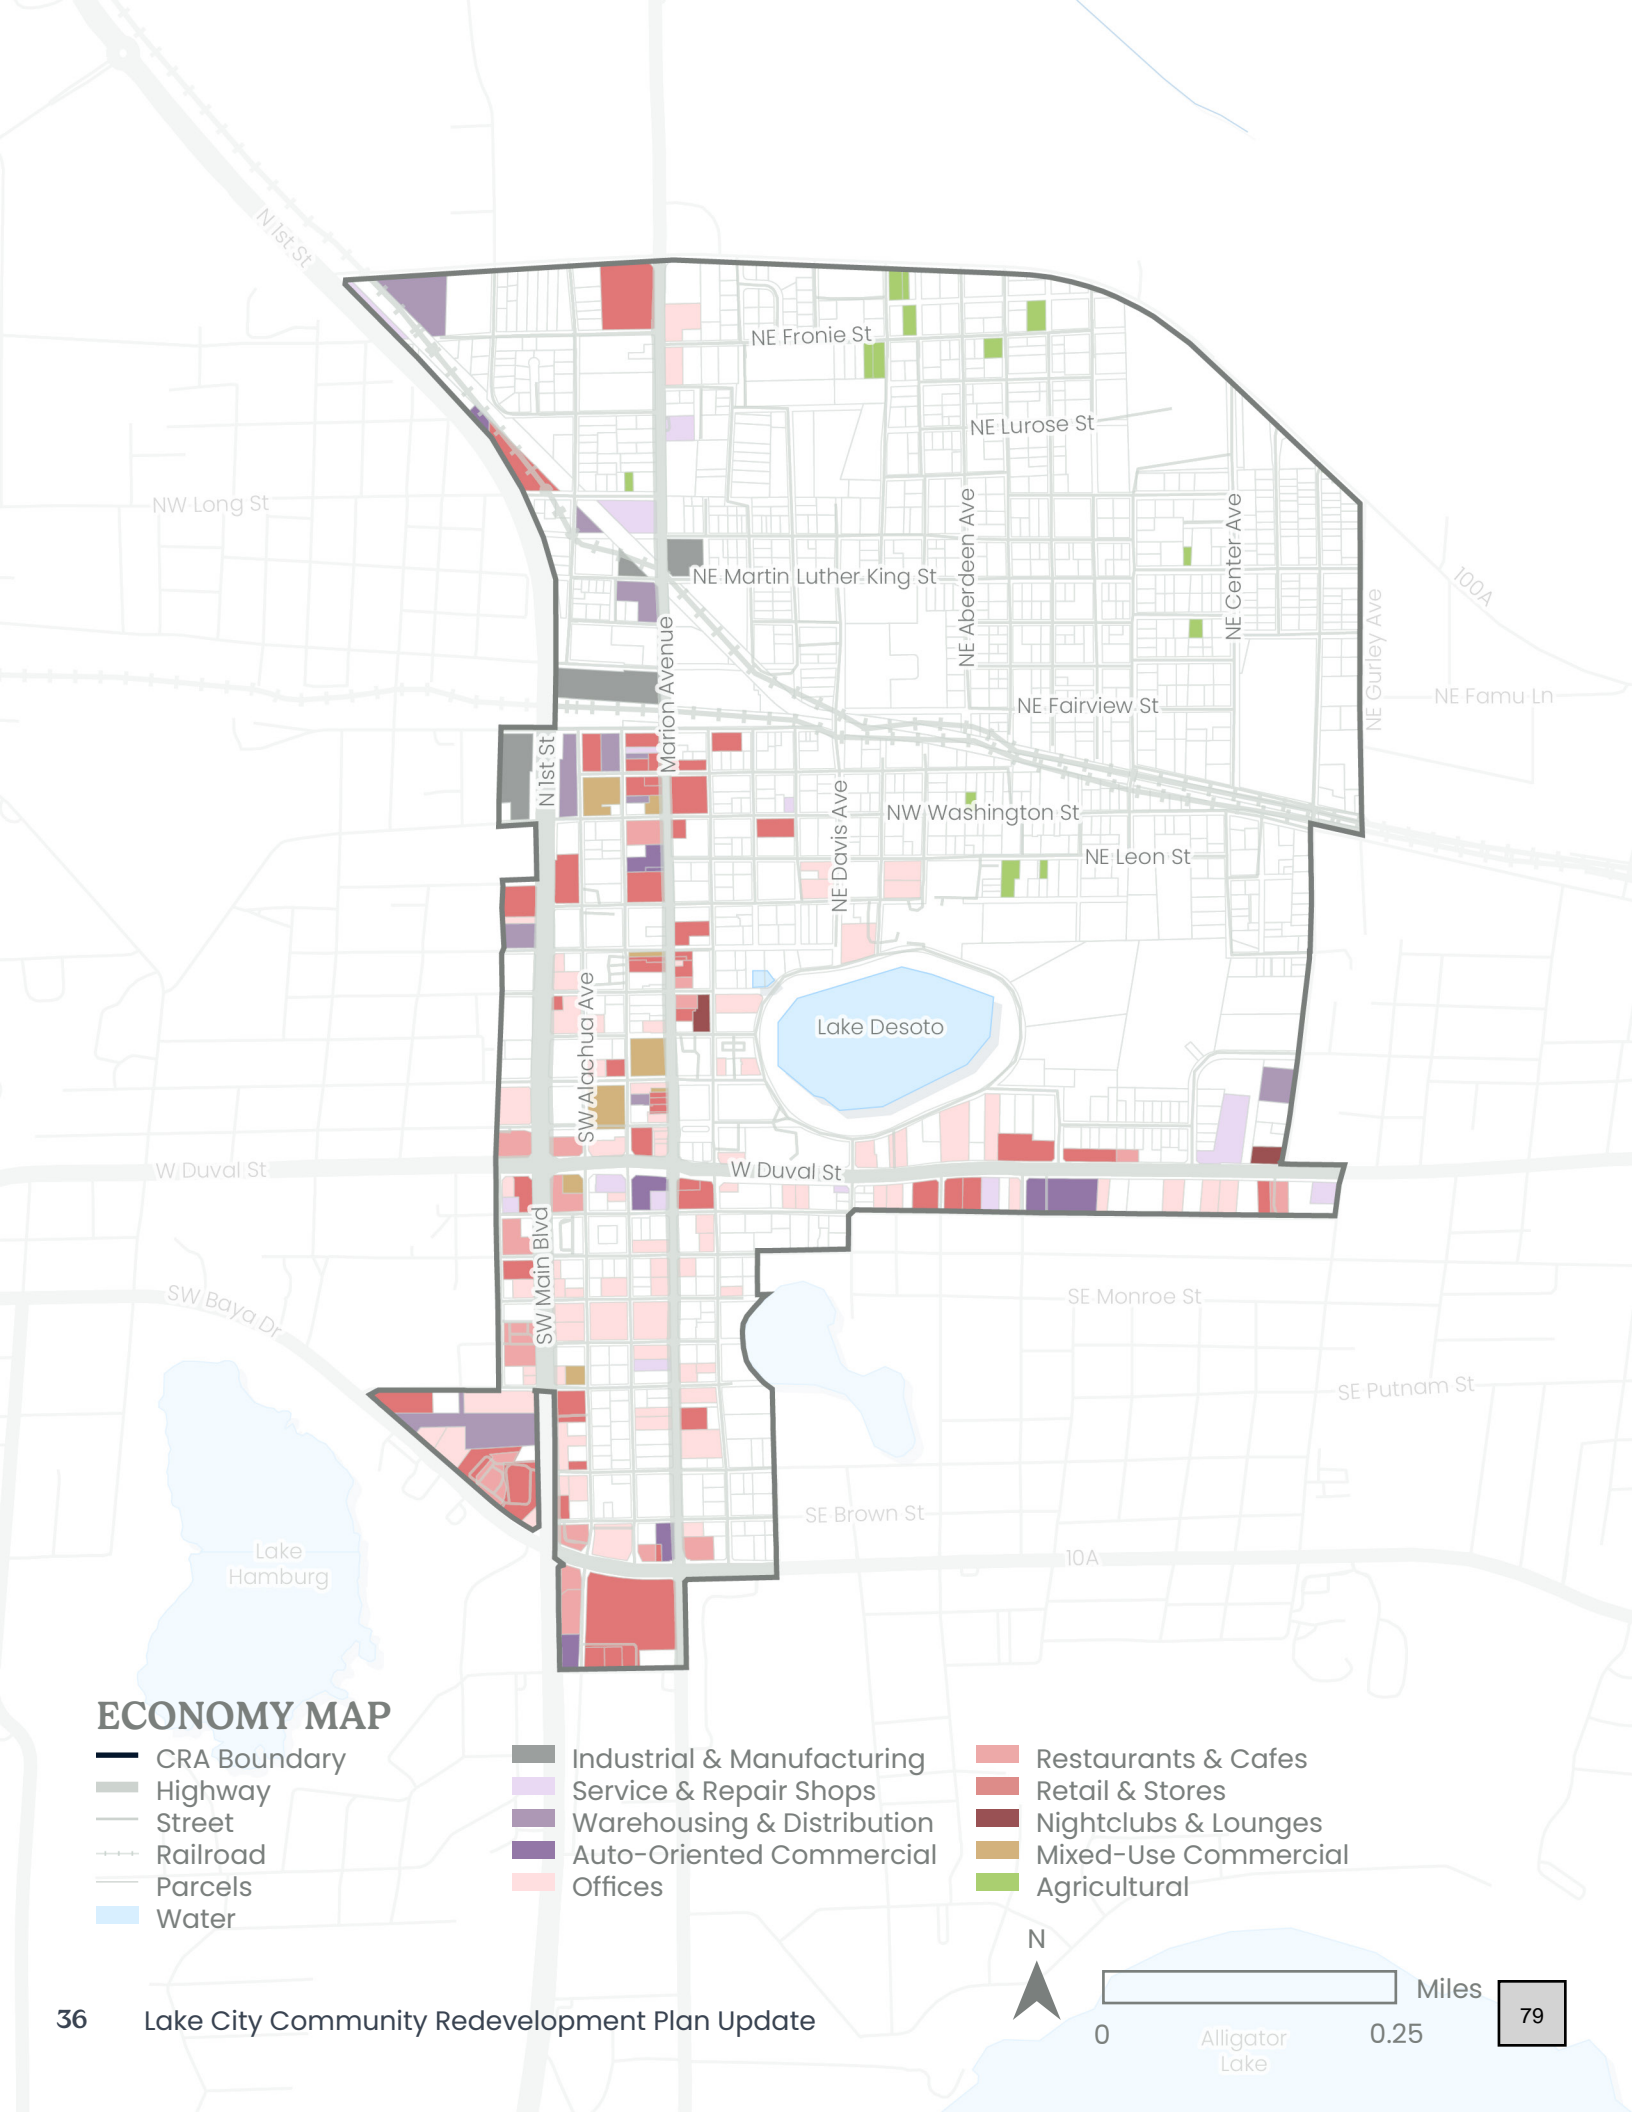 N 1st St
NE Fronie St
NE Lurose St
NW Long St
NE Aberdeen Ave
NE Center Ave
100A
NE Martin Luther King St
NE Gurley Ave
Marion Avenue
NE Fairview St
NE Famu Ln
N 1st St
NE Davis Ave
NW Washington St
NE Leon St
SW Alachua Ave
Lake Desoto
W Duval St
W Duval St
SW Main Blvd
SW Baya Dr
SE Monroe St
SE Putnam St
SE Brown St
Lake
Hamburg
10A
ECONOMY MAP
CRA Boundary
Highway
Street
Railroad
Parcels
Water
Industrial & Manufacturing
Service & Repair Shops
Warehousing & Distribution
Auto-Oriented Commercial
Offices
Restaurants & Cafes
Retail & Stores
Nightclubs & Lounges
Mixed-Use Commercial
Agricultural
N
Miles
0
0.25
Alligator
Lake
36
Lake City Community Redevelopment Plan Update
79